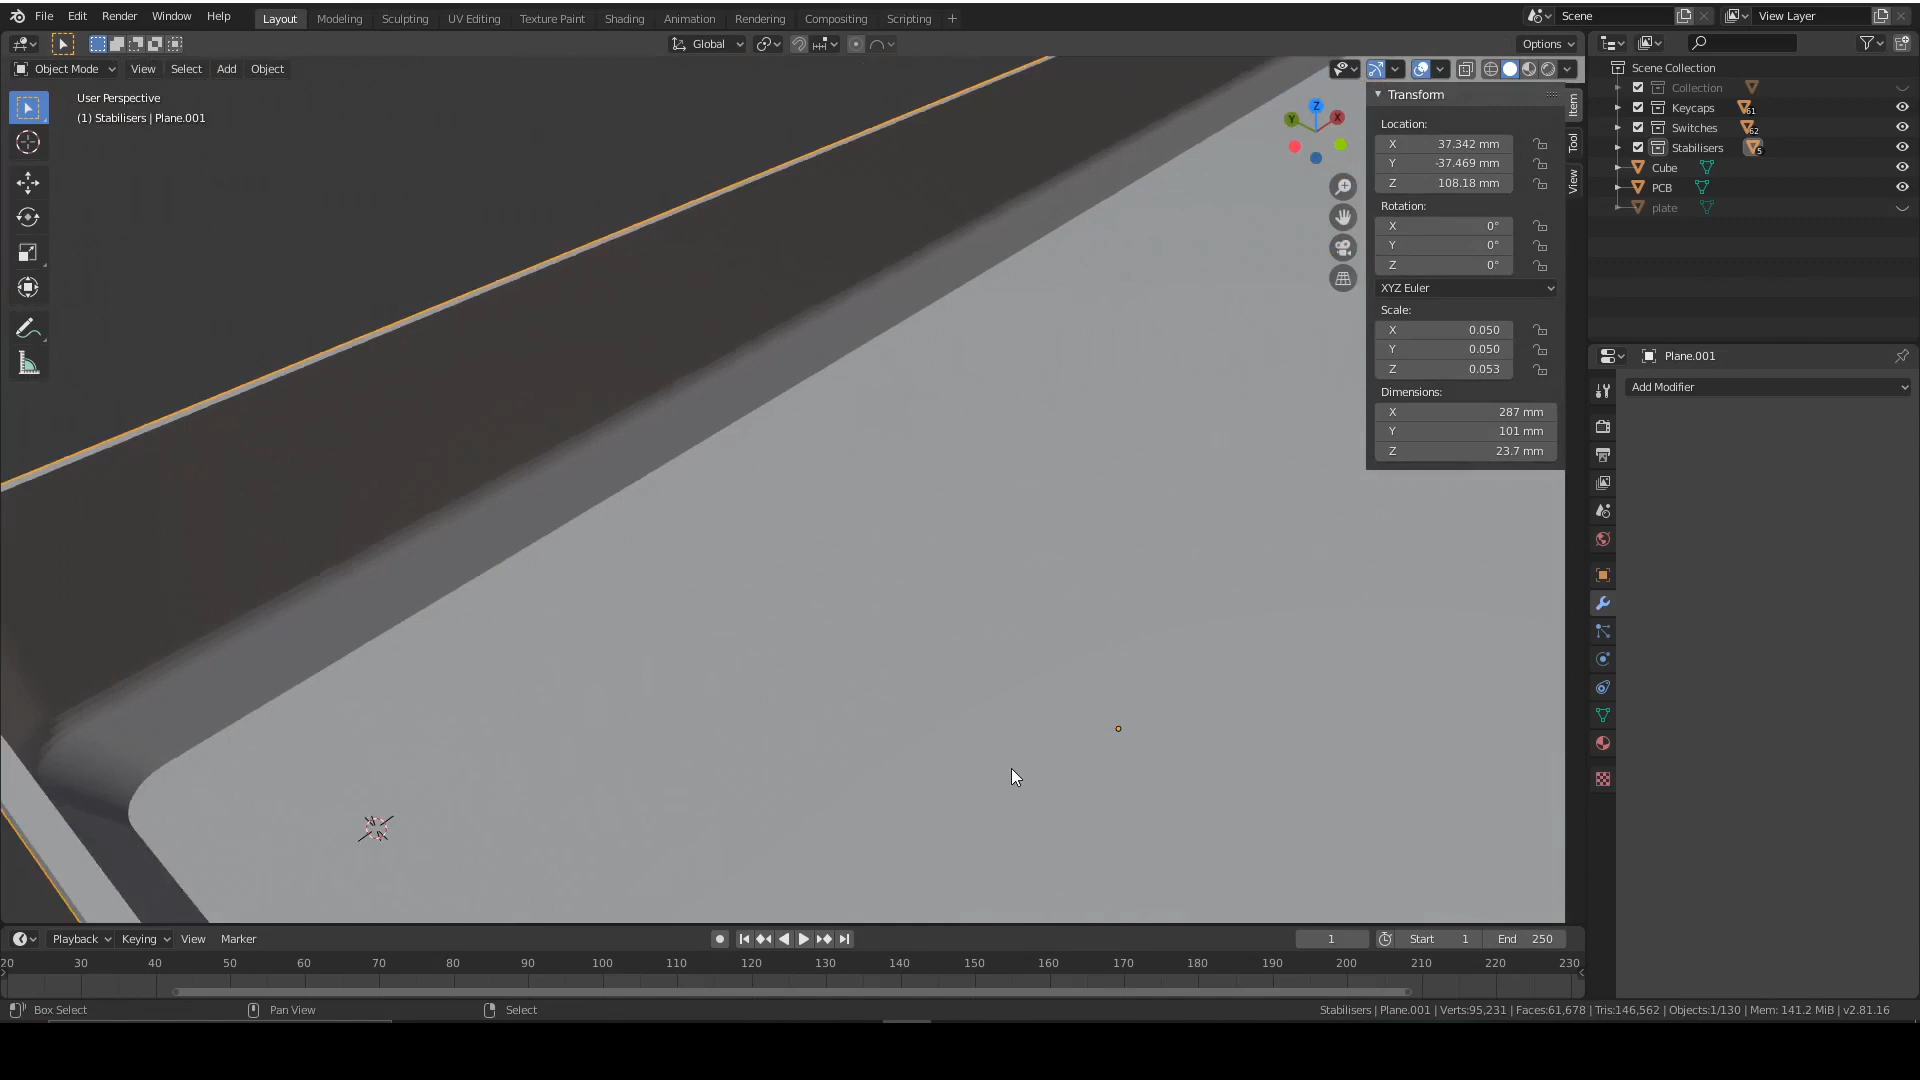 File Edit Render Window Help Layout Modeling Sculpting UV Editing Texture Paint Shading Animation Rendering Compositing Scripting + Scene View Layer
Global Options
Object Mode View Select Add Object
User Perspective
(1) Stabilisers | Plane.001
Z
Y
X
Transform
Location:
X 37.342 mm
Y -37.469 mm
Z 108.18 mm
Rotation:
X 0°
Y 0°
Z 0°
XYZ Euler
Scale:
X 0.050
Y 0.050
Z 0.053
Dimensions:
X 287 mm
Y 101 mm
Z 23.7 mm
Item
Tool
View
Scene Collection
Collection
Keycaps 61
Switches 62
Stabilisers 5
Cube
PCB
plate
Plane.001
Add Modifier
Playback Keying View Marker 1 Start 1 End 250
20 30 40 50 60 70 80 90 100 110 120 130 140 150 160 170 180 190 200 210 220 230
Box Select Pan View Select Stabilisers | Plane.001 | Verts:95,231 | Faces:61,678 | Tris:146,562 | Objects:1/130 | Mem: 141.2 MiB | v2.81.16